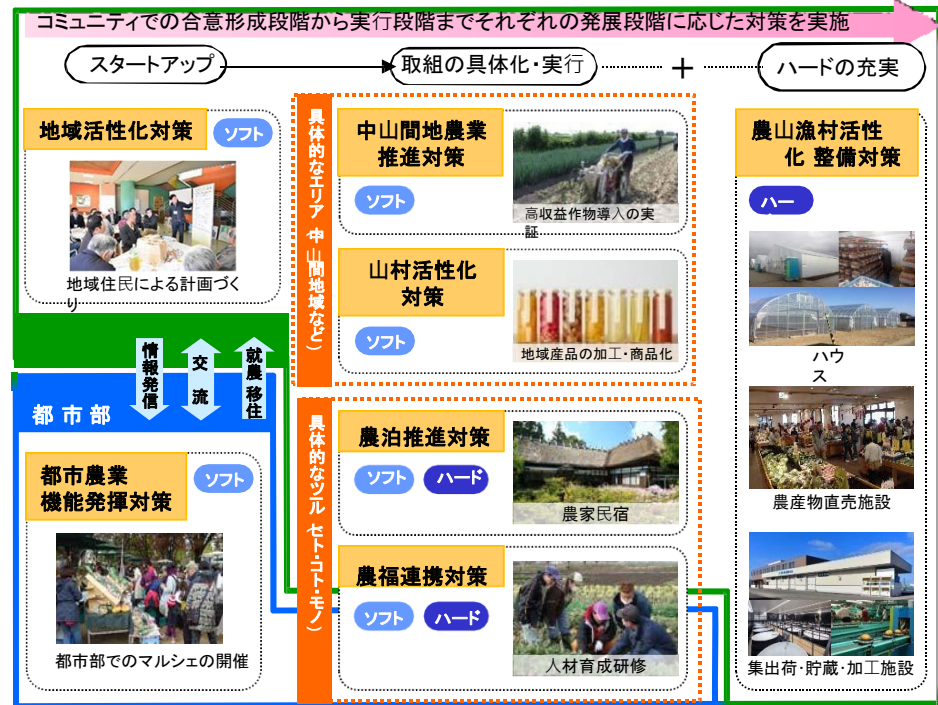 コミュニティでの合意形成段階から実行段階までそれぞれの発展段階に応じた対策を実施
スタートアップ
取組の具体化・実行
＋
ハードの充実
地域活性化対策
ソフト
地域住民による計画づく
り
具体的なエリア（中山間地域など）
中山間地農業
推進対策
ソフト
高収益作物導入の実
証
山村活性化
対策
ソフト
地域産品の加工・商品化
農山漁村活性
化 整備対策
ハー
ハウ
ス
農産物直売施設
集出荷・貯蔵・加工施設
情報発信
交流
就農移住
都市部
都市農業
機能発揮対策
ソフト
都市部でのマルシェの開催
具体的なツール（ヒト・コト・モノ）
農泊推進対策
ソフト
ハード
農家民宿
農福連携対策
ソフト
ハード
人材育成研修